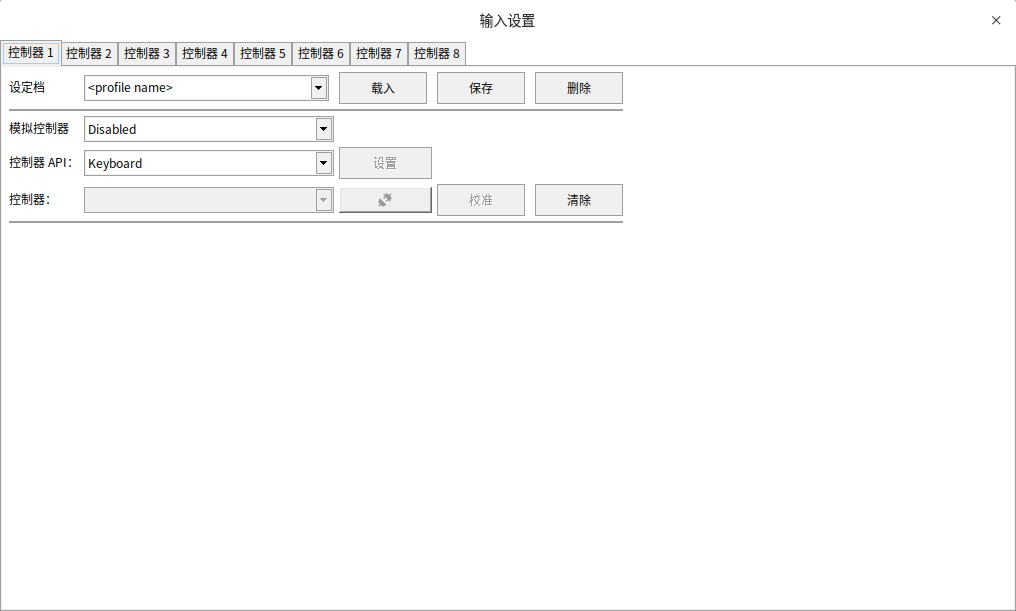 输入设置
控制器 1 控制器 2 控制器 3 控制器 4 控制器 5 控制器 6 控制器 7 控制器 8
设定档 <profile name> 载入 保存 删除
模拟控制器 Disabled
控制器 API： Keyboard 设置
控制器： 校准 清除